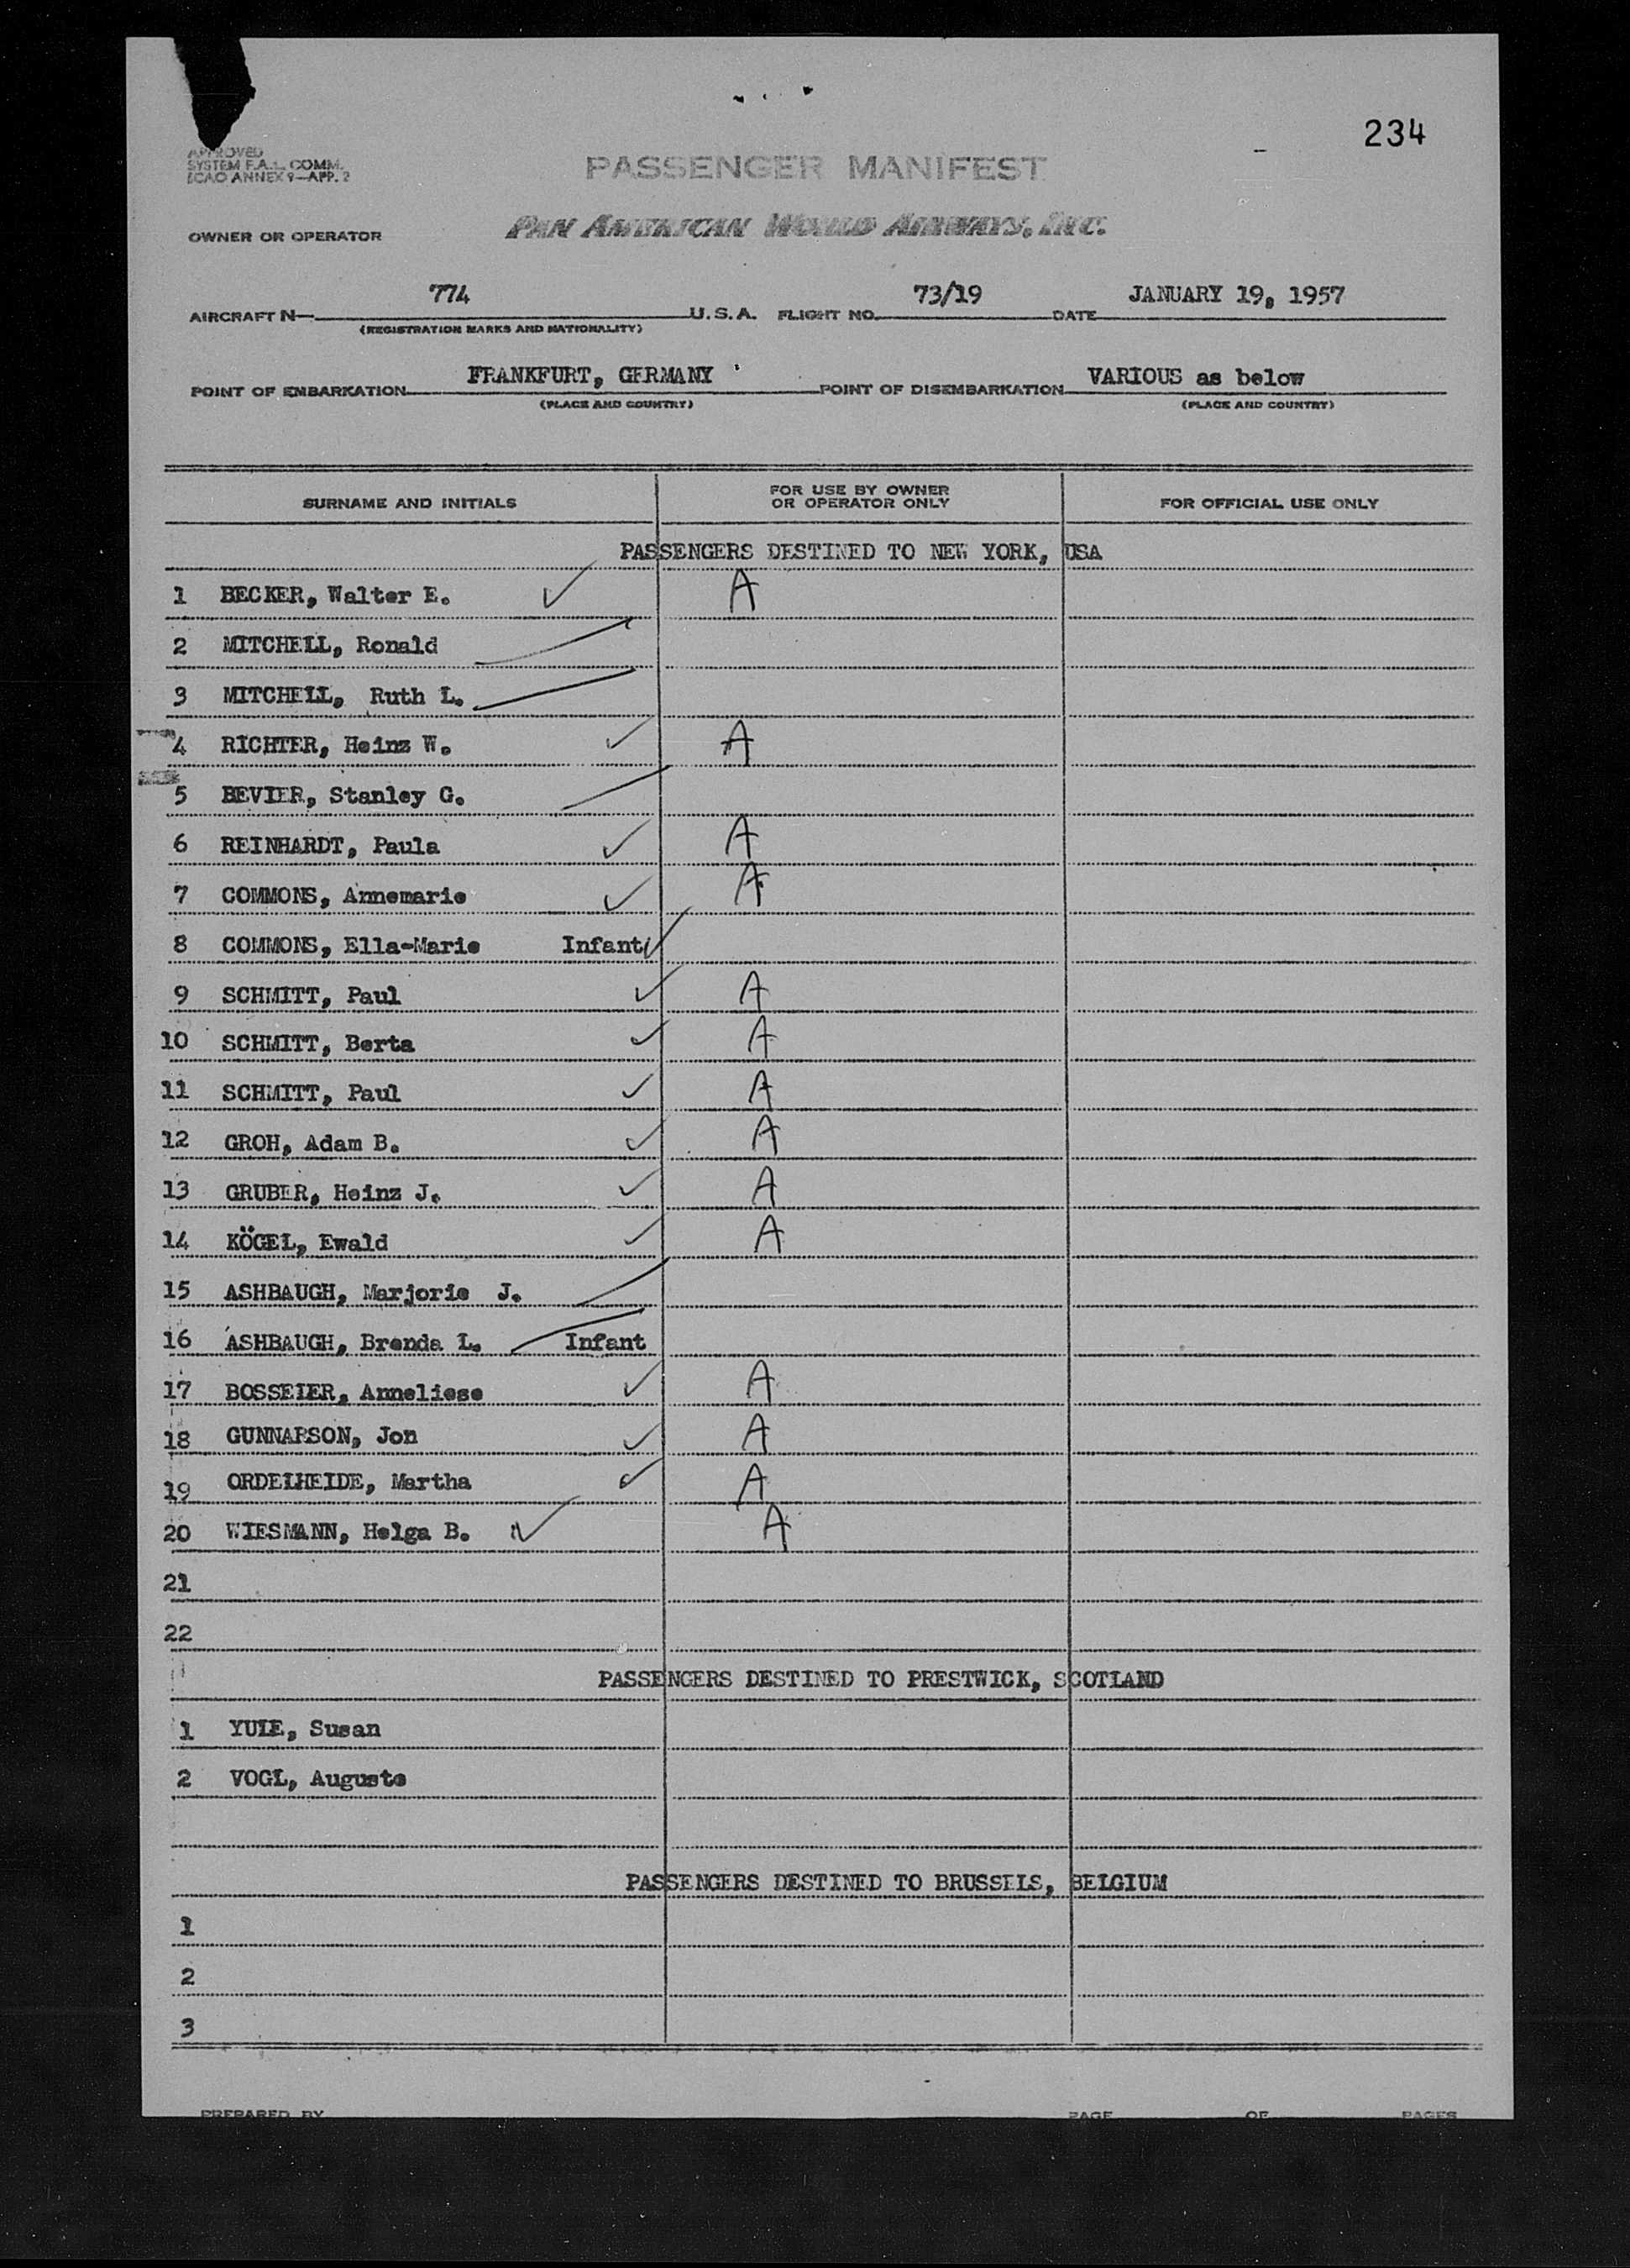 234
APPROVED
SYSTEM F.A.L. COMM.
ICAO ANNEX 9—APP. 2
PASSENGER MANIFEST
OWNER OR OPERATOR PAN AMERICAN WORLD AIRWAYS, INC.
AIRCRAFT N— 774 U.S.A. FLIGHT NO. 73/19 DATE JANUARY 19, 1957
(REGISTRATION MARKS AND NATIONALITY)
POINT OF EMBARKATION FRANKFURT, GERMANY POINT OF DISEMBARKATION VARIOUS as below
(PLACE AND COUNTRY) (PLACE AND COUNTRY)
SURNAME AND INITIALS FOR USE BY OWNER OR OPERATOR ONLY FOR OFFICIAL USE ONLY
PASSENGERS DESTINED TO NEW YORK, USA
1 BECKER, Walter E. ✓ A
2 MITCHELL, Ronald
3 MITCHELL, Ruth L.
4 RICHTER, Heinz W. ✓ A
5 BEVIER, Stanley G.
6 REINHARDT, Paula ✓ A
7 COMMONS, Annemarie ✓ A
8 COMMONS, Ella-Marie Infant ✓
9 SCHMITT, Paul ✓ A
10 SCHMITT, Berta ✓ A
11 SCHMITT, Paul ✓ A
12 GROH, Adam B. ✓ A
13 GRUBER, Heinz J. ✓ A
14 KÖGEL, Ewald ✓ A
15 ASHBAUGH, Marjorie J.
16 ASHBAUGH, Brenda L. Infant
17 BOSSEIER, Anneliese ✓ A
18 GUNNARSON, Jon ✓ A
19 ORDELHEIDE, Martha ✓ A
20 WIESMANN, Helga B. ✓ A
21
22
PASSENGERS DESTINED TO PRESTWICK, SCOTLAND
1 YUIE, Susan
2 VOGL, Auguste
PASSENGERS DESTINED TO BRUSSELS, BELGIUM
1
2
3
PREPARED BY PAGE OF PAGES